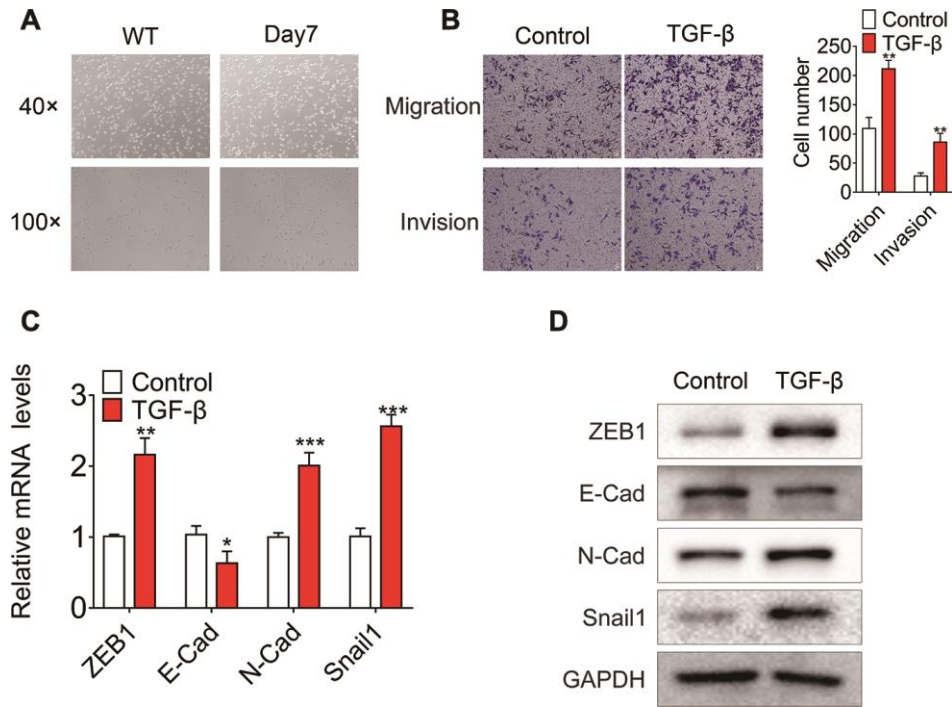 A
WT
Day7
40×
100×
B
Control
TGF-β
Migration
Invision
Control
TGF-β
Cell number
250
200
150
100
50
0
**
**
Migration
Invasion
C
Control
TGF-β
Relative mRNA levels
3
2
1
0
**
*
***
***
ZEB1
E-Cad
N-Cad
Snail1
D
Control
TGF-β
ZEB1
E-Cad
N-Cad
Snail1
GAPDH